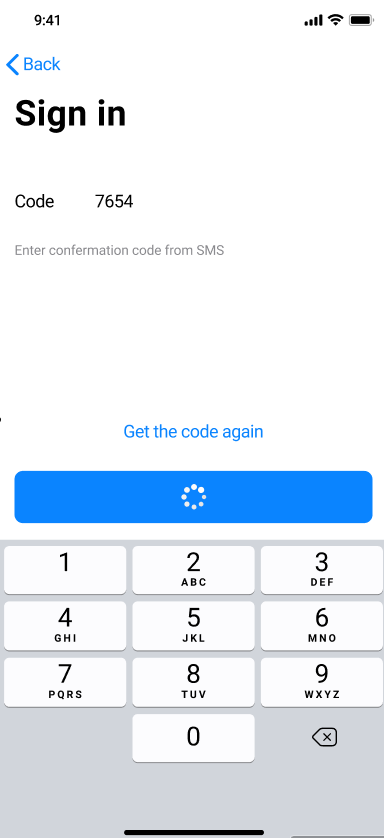 9:41
Back
Sign in
Code 7654
Enter confermation code from SMS
Get the code again
1 2 3
ABC DEF
4 5 6
GHI JKL MNO
7 8 9
PQRS TUV WXYZ
0